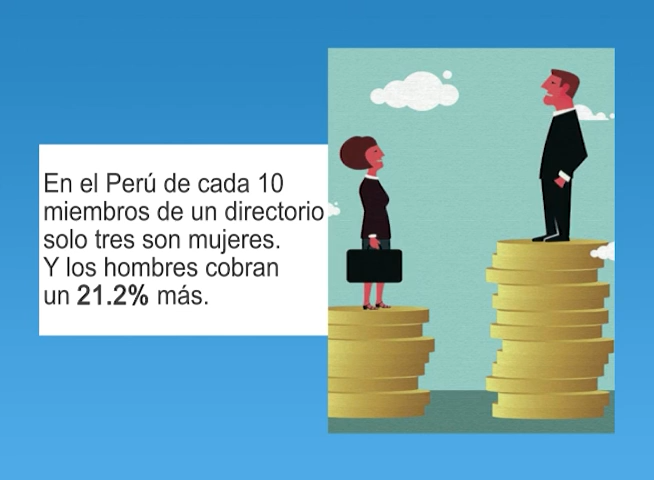 En el Perú de cada 10
miembros de un directorio
solo tres son mujeres.
Y los hombres cobran
un 21.2% más.